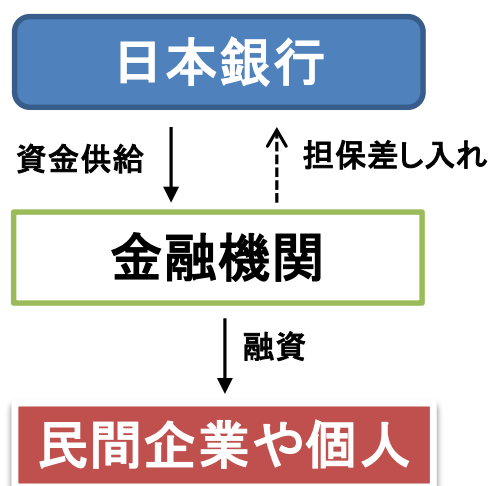 日本銀行
資金供給
担保差し入れ
金融機関
融資
民間企業や個人